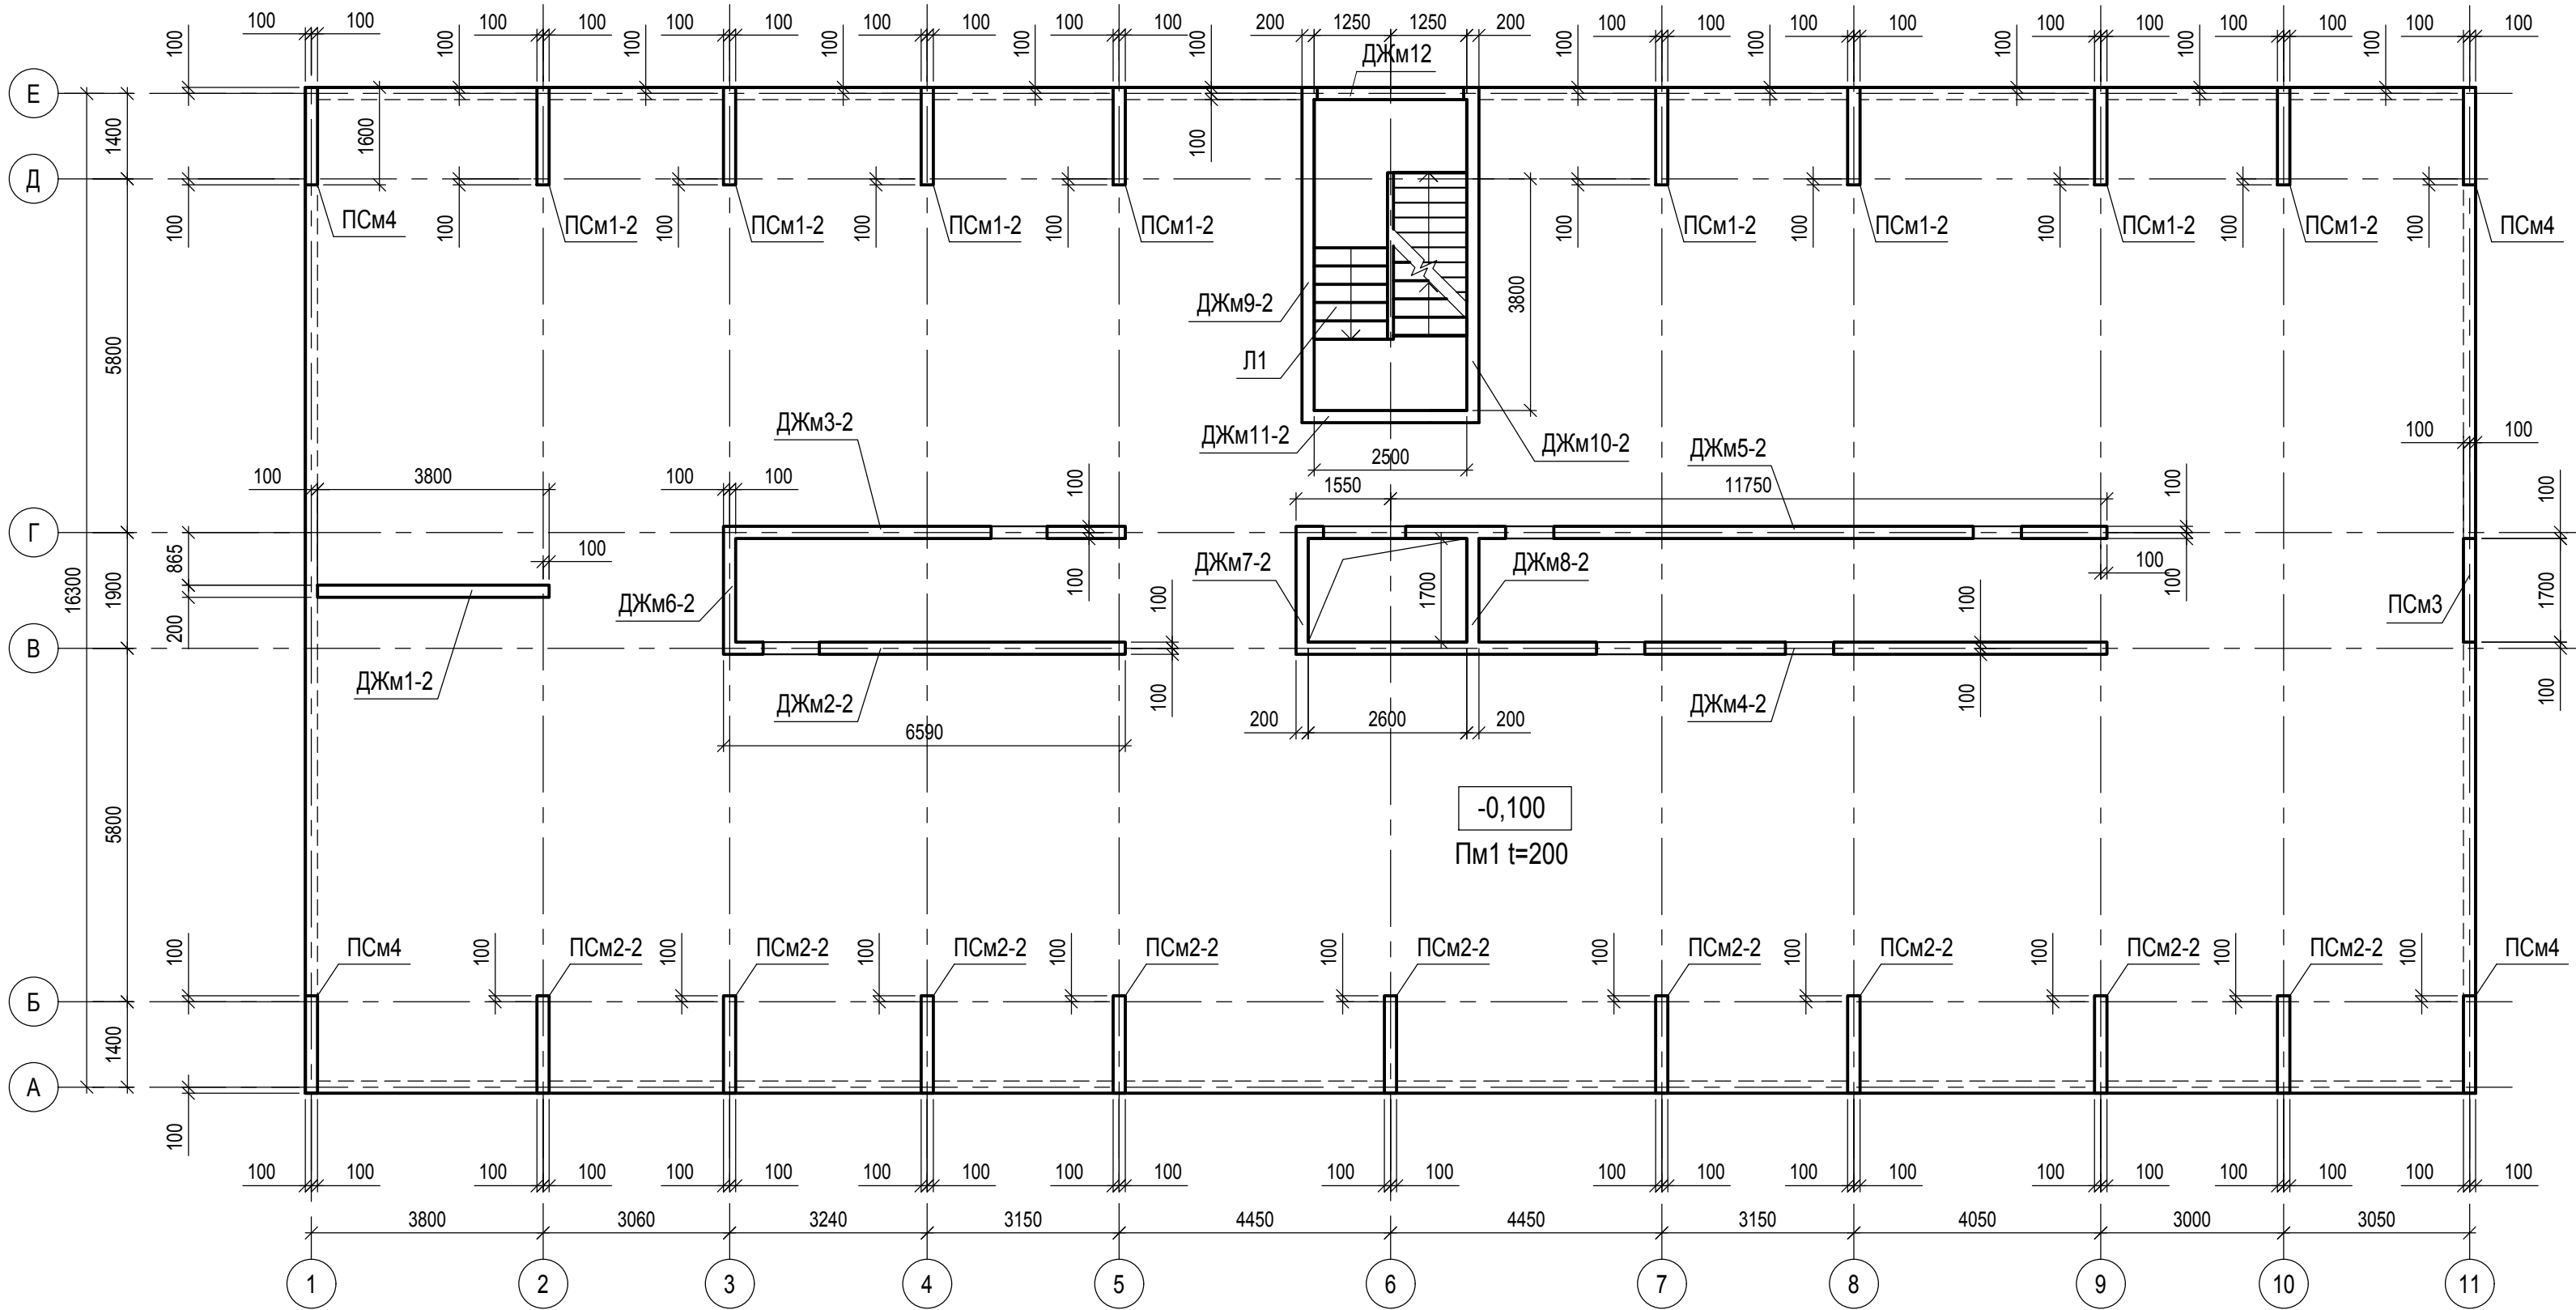 100 100 100 100 100 100 100 100 100 100 200 1250 1250 200 100 100 100 100 100 100 100 100 100 100
100 100 100 100 100 100 100 100 100 100 100
ДЖм12
Е
1400 1600 100
Д
100 100 100 100 100 100 100 100 100 100
ПСм4 ПСм1-2 ПСм1-2 ПСм1-2 ПСм1-2 ПСм1-2 ПСм1-2 ПСм1-2 ПСм1-2 ПСм4
ДЖм9-2 3800
5800 Л1
ДЖм3-2 ДЖм11-2 ДЖм10-2 ДЖм5-2 100 100
2500
100 3800 100 100 100 1550 11750 100 100
Г
865 100 100 100 100
16300 1900 ДЖм6-2 100 ДЖм7-2 1700 ДЖм8-2 100 ПСм3 1700
200
В
ДЖм1-2 ДЖм2-2 100 ДЖм4-2 100 100
6590 200 2600 200
-0,100
5800
Пм1 t=200
100 ПСм4 100 ПСм2-2 100 ПСм2-2 100 ПСм2-2 100 ПСм2-2 100 ПСм2-2 100 ПСм2-2 100 ПСм2-2 100 ПСм2-2 100 ПСм2-2 100 ПСм4
Б
1400
А
100
100 100 100 100 100 100 100 100 100 100 100 100 100 100 100 100 100 100 100 100 100 100
3800 3060 3240 3150 4450 4450 3150 4050 3000 3050
1 2 3 4 5 6 7 8 9 10 11